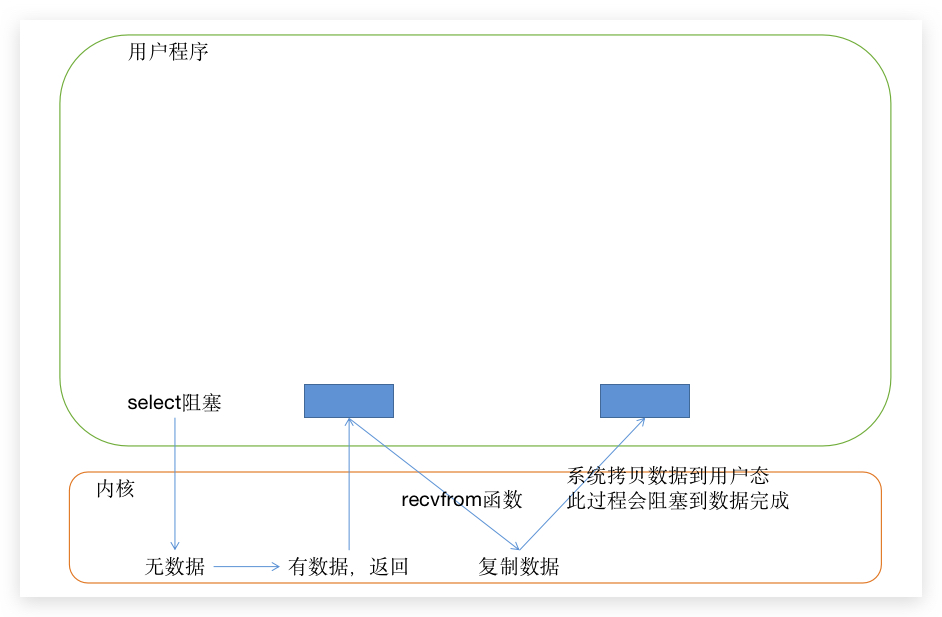 用户程序
select阻塞
内核
系统拷贝数据到用户态
此过程会阻塞到数据完成
recvfrom函数
无数据
有数据，返回
复制数据